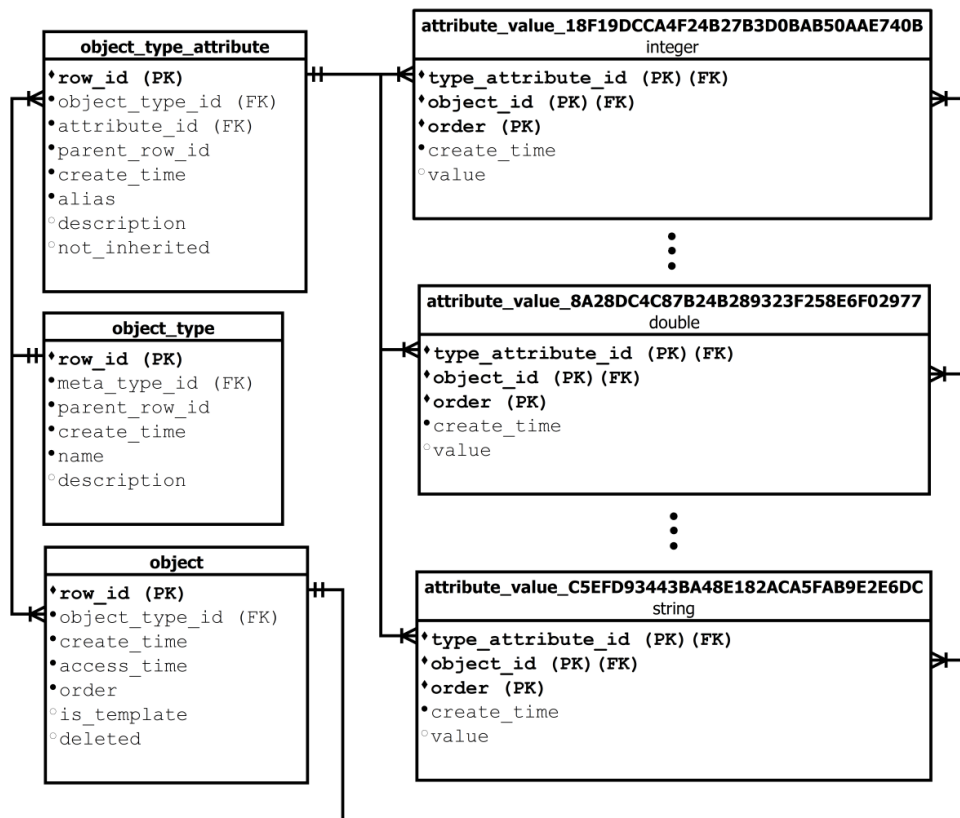 object_type_attribute
row_id (PK)
object_type_id (FK)
attribute_id (FK)
parent_row_id
create_time
alias
description
not_inherited
object_type
row_id (PK)
meta_type_id (FK)
parent_row_id
create_time
name
description
object
row_id (PK)
object_type_id (FK)
create_time
access_time
order
is_template
deleted
attribute_value_18F19DCCA4F24B27B3D0BAB50AAE740B
integer
type_attribute_id (PK)(FK)
object_id (PK)(FK)
order (PK)
create_time
value
attribute_value_8A28DC4C87B24B289323F258E6F02977
double
type_attribute_id (PK)(FK)
object_id (PK)(FK)
order (PK)
create_time
value
attribute_value_C5EFD93443BA48E182ACA5FAB9E2E6DC
string
type_attribute_id (PK)(FK)
object_id (PK)(FK)
order (PK)
create_time
value